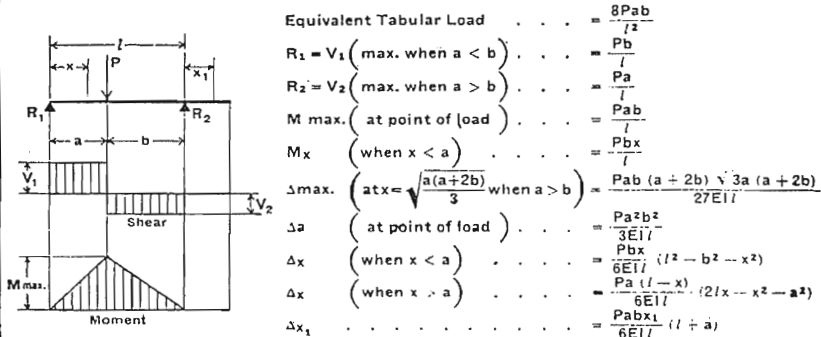 l
x
P
x₁
R₁
R₂
a
b
V₁
V₂
Shear
M max.
Moment
Equivalent Tabular Load . . . = 8Pab / l²
R₁ = V₁ (max. when a < b) . . . . = Pb / l
R₂ = V₂ (max. when a > b) . . . . = Pa / l
M max. (at point of load) . . . . = Pab / l
Mx (when x < a) . . . . = Pbx / l
Δmax. (at x = √(a(a+2b) / 3) when a > b) = Pab (a + 2b) √ 3a (a + 2b) / 27EIl
Δa (at point of load) . . . = Pa²b² / 3EIl
Δx (when x < a) . . . . = Pbx / 6EIl (l² — b² — x²)
Δx (when x > a) . . . . = Pa (l — x) / 6EIl (2lx — x² — a²)
Δx₁ . . . . . . . . . . = Pabx₁ / 6EIl (l + a)